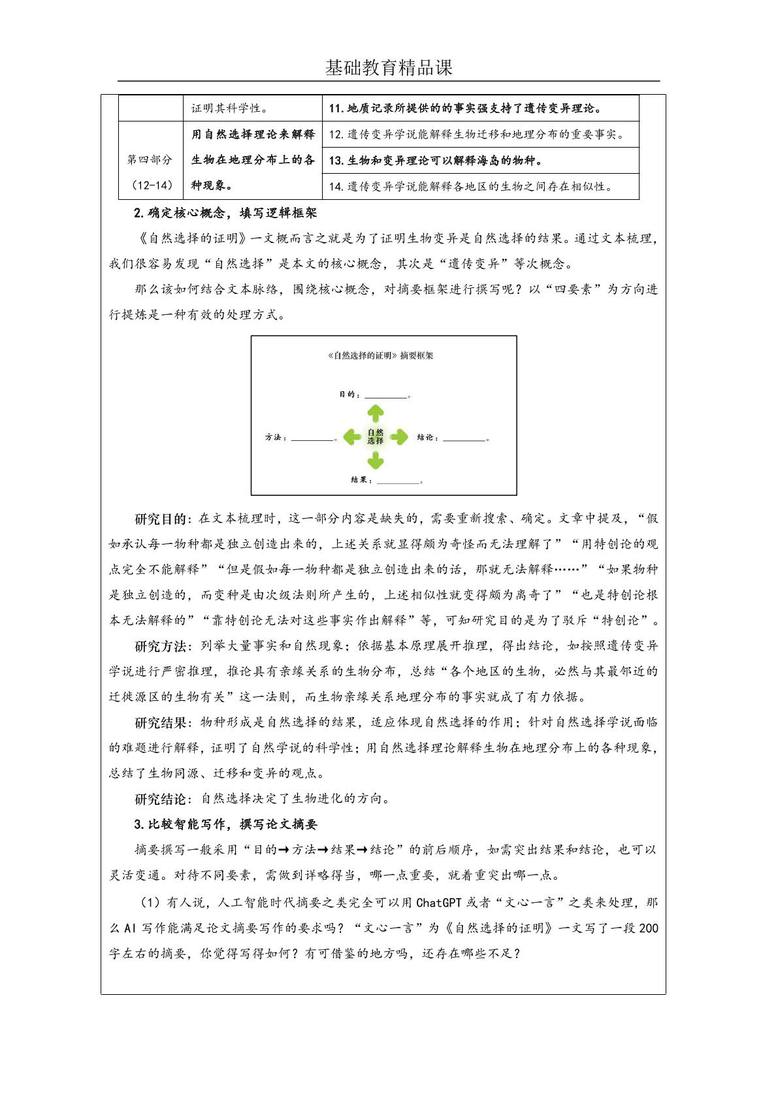 基础教育精品课
证明其科学性。
11.地质记录所提供的的事实强支持了遗传变异理论。
第四部分
（12-14）
用自然选择理论来解释
生物在地理分布上的各
种现象。
12.遗传变异学说能解释生物迁移和地理分布的重要事实。
13.生物和变异理论可以解释海岛的物种。
14.遗传变异学说能解释各地区的生物之间存在相似性。
2.确定核心概念，填写逻辑框架
《自然选择的证明》一文概而言之就是为了证明生物变异是自然选择的结果。通过文本梳理，
我们很容易发现“自然选择”是本文的核心概念，其次是“遗传变异”等次概念。
那么该如何结合文本脉络，围绕核心概念，对摘要框架进行撰写呢？以“四要素”为方向进
行提炼是一种有效的处理方式。
《自然选择的证明》摘要框架
目的：________。
方法：________。
自然
选择
结论：________。
结果：________。
研究目的：在文本梳理时，这一部分内容是缺失的，需要重新搜索、确定。文章中提及，“假
如承认每一物种都是独立创造出来的，上述关系就显得颇为奇怪而无法理解了”“用特创论的观
点完全不能解释”“但是假如每一物种都是独立创造出来的话，那就无法解释……”“如果物种
是独立创造的，而变种是由次级法则所产生的，上述相似性就变得颇为离奇了”“也是特创论根
本无法解释的”“靠特创论无法对这些事实作出解释”等，可知研究目的是为了驳斥“特创论”。
研究方法：列举大量事实和自然现象；依据基本原理展开推理，得出结论，如按照遗传变异
学说进行严密推理，推论具有亲缘关系的生物分布，总结“各个地区的生物，必然与其最邻近的
迁徙源区的生物有关”这一法则，而生物亲缘关系地理分布的事实就成了有力依据。
研究结果：物种形成是自然选择的结果，适应体现自然选择的作用；针对自然选择学说面临
的难题进行解释，证明了自然学说的科学性；用自然选择理论解释生物在地理分布上的各种现象，
总结了生物同源、迁移和变异的观点。
研究结论：自然选择决定了生物进化的方向。
3.比较智能写作，撰写论文摘要
摘要撰写一般采用“目的→方法→结果→结论”的前后顺序，如需突出结果和结论，也可以
灵活变通。对待不同要素，需做到详略得当，哪一点重要，就着重突出哪一点。
（1）有人说，人工智能时代摘要之类完全可以用 ChatGPT 或者“文心一言”之类来处理，那
么 AI 写作能满足论文摘要写作的要求吗？“文心一言”为《自然选择的证明》一文写了一段 200
字左右的摘要，你觉得写得如何？有可借鉴的地方吗，还存在哪些不足？